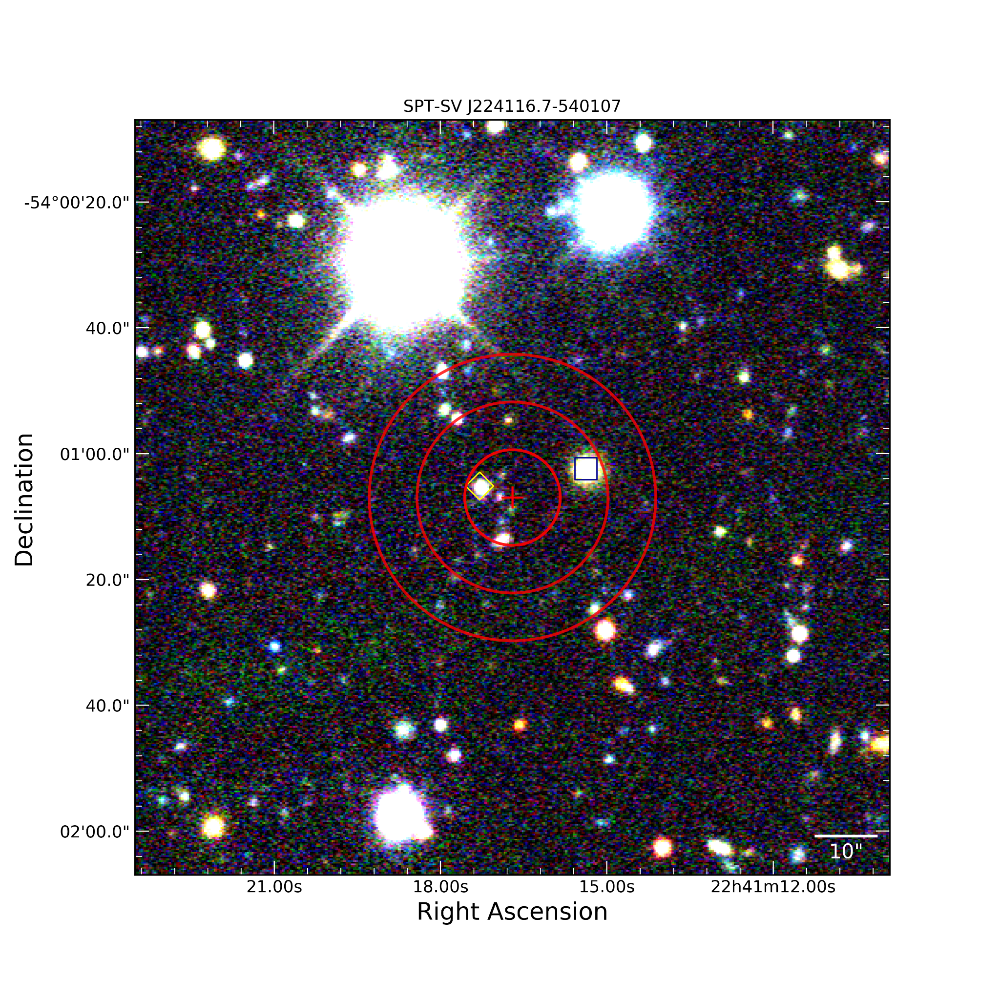 SPT-SV J224116.7-540107
-54°00'20.0"
40.0"
01'00.0"
20.0"
40.0"
02'00.0"
Declination
10"
21.00s 18.00s 15.00s 22h41m12.00s
Right Ascension